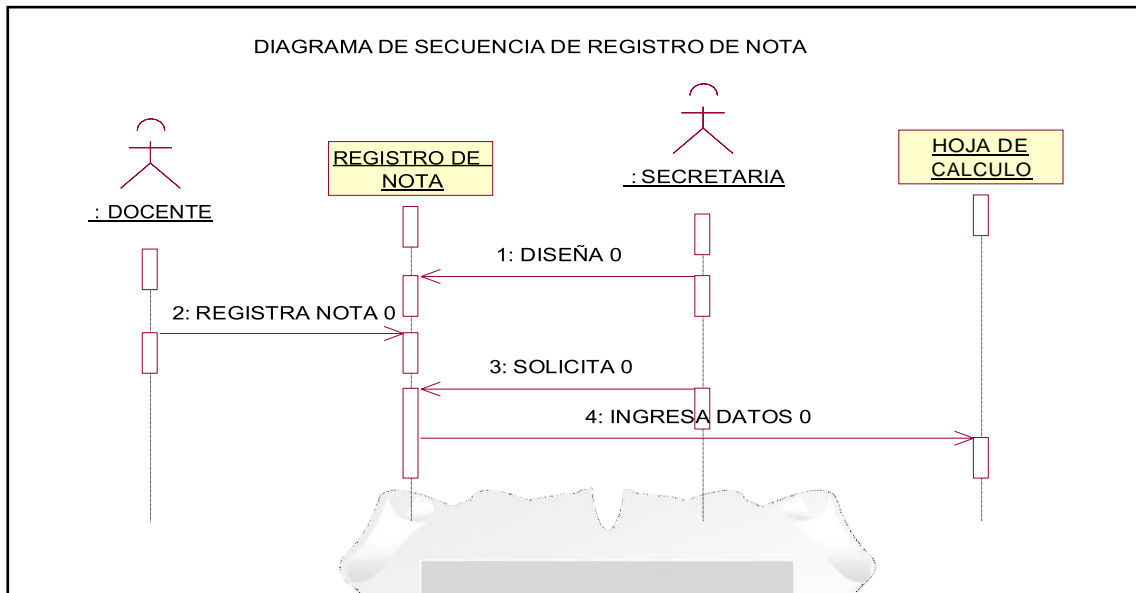 DIAGRAMA DE SECUENCIA DE REGISTRO DE NOTA
: DOCENTE
REGISTRO DE
NOTA
: SECRETARIA
HOJA DE
CALCULO
1: DISEÑA 0
2: REGISTRA NOTA 0
3: SOLICITA 0
4: INGRESA DATOS 0